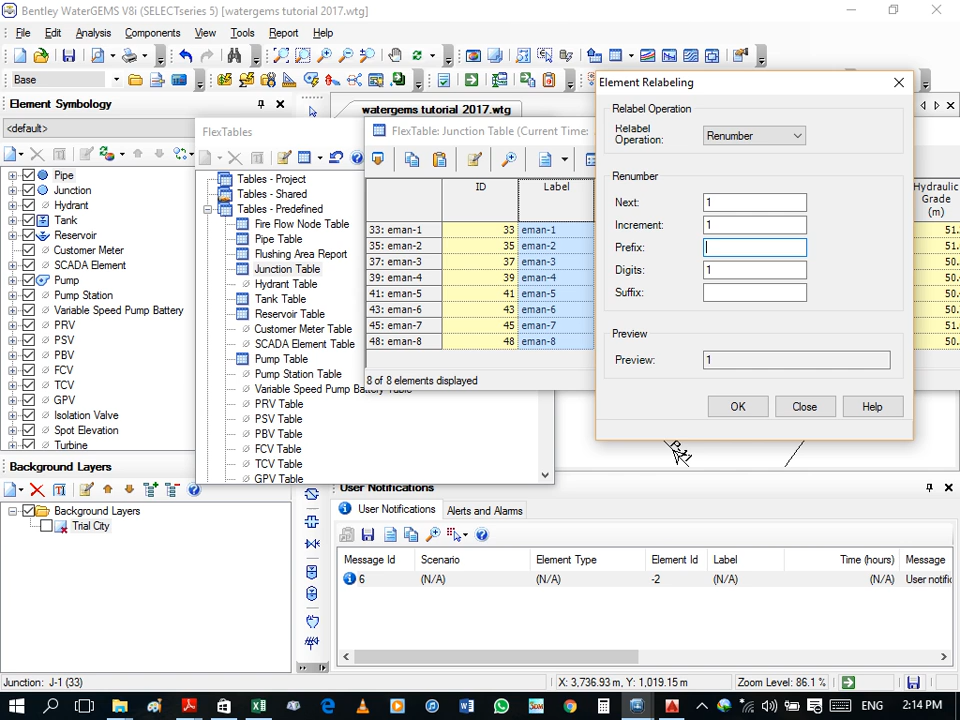 Bentley WaterGEMS V8i (SELECTseries 5) [watergems tutorial 2017.wtg]
File Edit Analysis Components View Tools Report Help
Base
Element Symbology
<default>
Pipe
Junction
Hydrant
Tank
Reservoir
Customer Meter
SCADA Element
Pump
Pump Station
Variable Speed Pump Battery
PRV
PSV
PBV
FCV
TCV
GPV
Isolation Valve
Spot Elevation
Turbine
Background Layers
Background Layers
Trial City
watergems tutorial 2017.wtg
FlexTables
Tables - Project
Tables - Shared
Tables - Predefined
Fire Flow Node Table
Pipe Table
Flushing Area Report
Junction Table
Hydrant Table
Tank Table
Reservoir Table
Customer Meter Table
SCADA Element Table
Pump Table
Pump Station Table
Variable Speed Pump Battery Table
PRV Table
PSV Table
PBV Table
FCV Table
TCV Table
GPV Table
FlexTable: Junction Table (Current Time:
ID Label Hydraulic Grade (m)
33: eman-1 33 eman-1 51.
35: eman-2 35 eman-2
37: eman-3 37 eman-3
39: eman-4 39 eman-4
41: eman-5 41 eman-5
43: eman-6 43 eman-6
45: eman-7 45 eman-7
48: eman-8 48 eman-8
8 of 8 elements displayed
Element Relabeling
Relabel Operation
Relabel Operation: Renumber
Renumber
Next: 1
Increment: 1
Prefix:
Digits: 1
Suffix:
Preview
Preview: 1
OK Close Help
User Notifications
User Notifications Alerts and Alarms
Message Id Scenario Element Type Element Id Label Time (hours) Message
6 (N/A) (N/A) -2 (N/A) (N/A) User notific
Junction: J-1 (33) X: 3,736.93 m, Y: 1,019.15 m Zoom Level: 86.1 %
ENG 2:14 PM